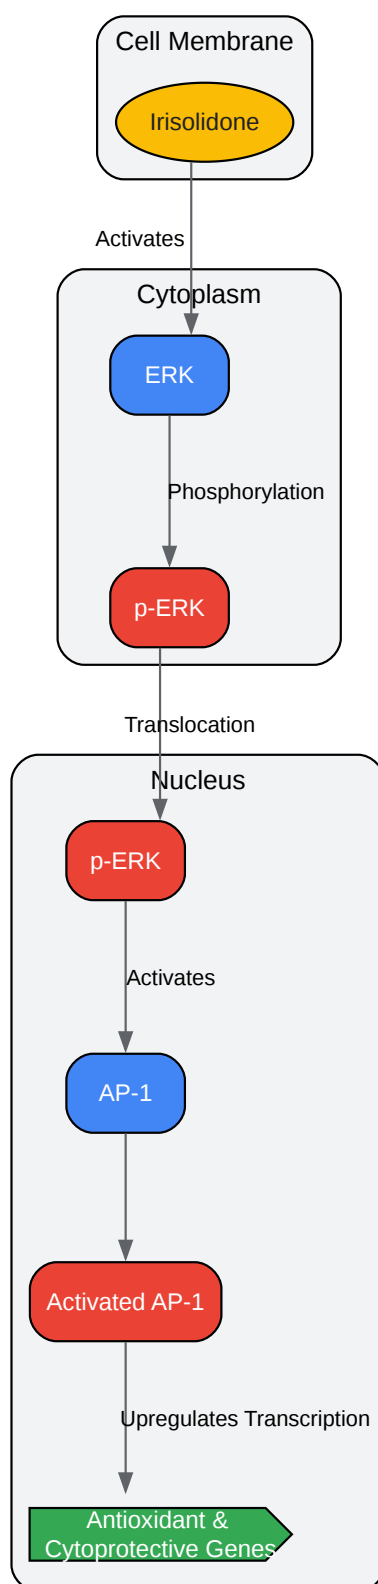 Cell Membrane
Irisolidone
Activates
Cytoplasm
ERK
Phosphorylation
p-ERK
Translocation
Nucleus
p-ERK
Activates
AP-1
Activated AP-1
Upregulates Transcription
Antioxidant &
Cytoprotective Genes